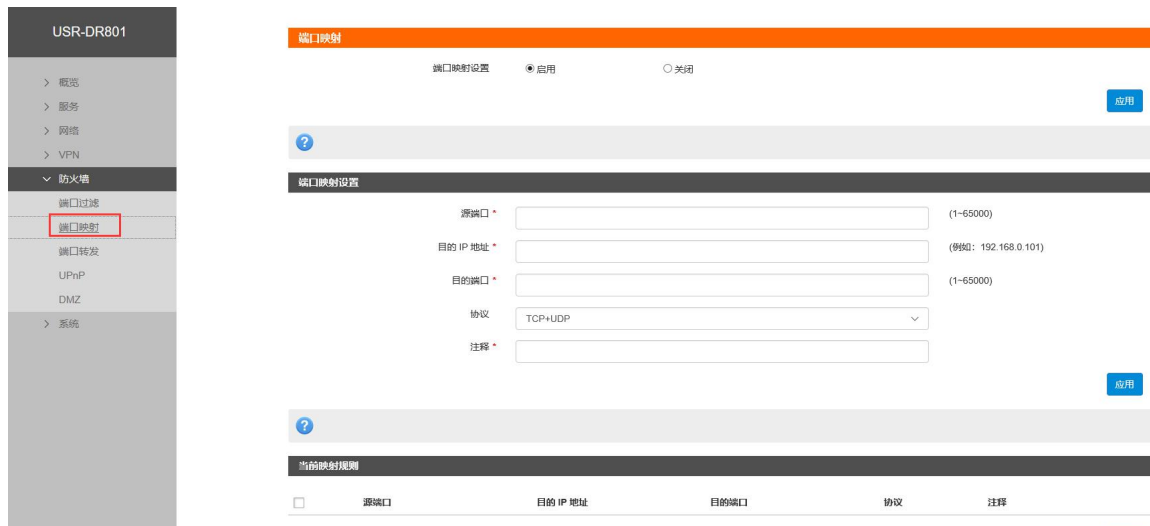 USR-DR801
概览
服务
网络
VPN
防火墙
端口过滤
端口映射
端口转发
UPnP
DMZ
系统
端口映射
端口映射设置 启用 关闭
应用
?
端口映射设置
源端口 * (1~65000)
目的 IP 地址 * (例如: 192.168.0.101)
目的端口 * (1~65000)
协议 TCP+UDP
注释 *
应用
?
当前映射规则
源端口 目的 IP 地址 目的端口 协议 注释